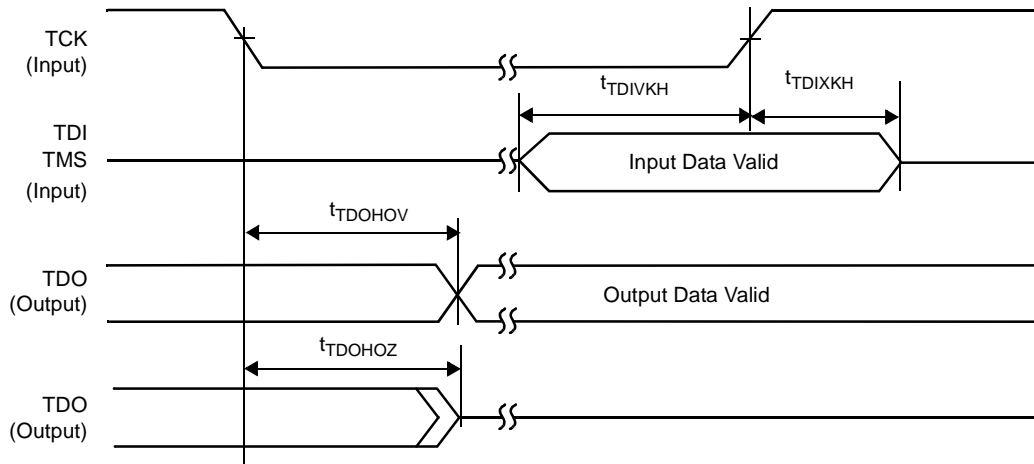 TCK
(Input)
tTDIVKH
tTDIXKH
TDI
TMS
(Input)
Input Data Valid
tTDOHOV
TDO
(Output)
Output Data Valid
tTDOHOZ
TDO
(Output)